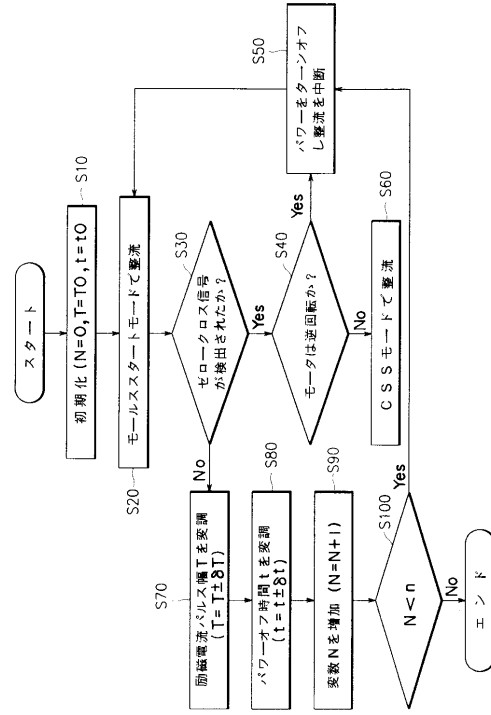 スタート
S10
初期化 (N=0,T=T0,t=t0)
モールススタートモードで整流
S20
S30
ゼロークロス信号
が検出されたか?
Yes
No
S40
モータは逆回転か?
Yes
No
S50
パワーをターンオフ
し整流を中断
S60
CSSモードで整流
S70
励磁電流パルス幅Tを変調
(T=T±δT)
S80
パワーオフ時間tを変調
(t=t±δt)
S90
変数Nを増加 (N=N+1)
S100
N<n
Yes
No
エンド